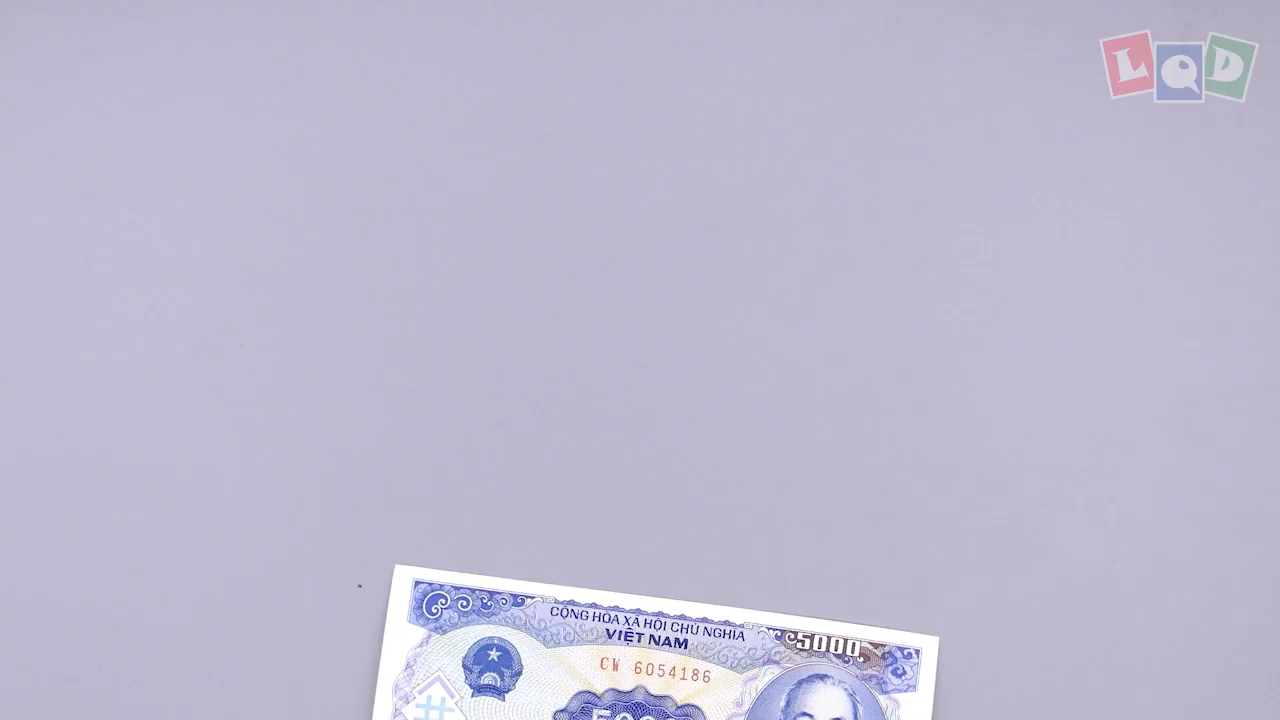 LQD
CỘNG HÒA XÃ HỘI CHỦ NGHĨA
VIỆT NAM
5000
CW 6054186